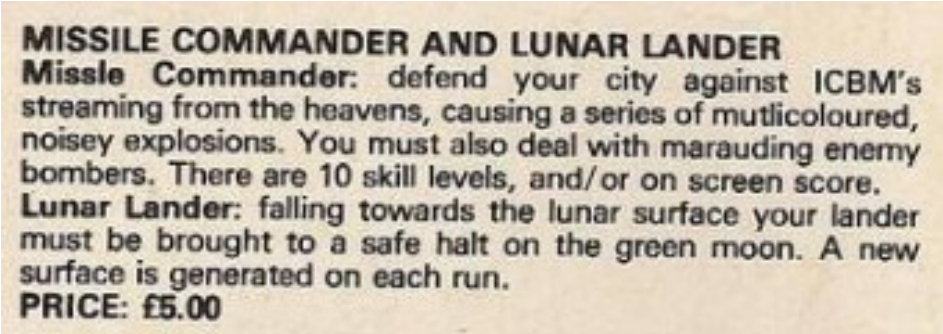 MISSILE COMMANDER AND LUNAR LANDER
Missle Commander: defend your city against ICBM's
streaming from the heavens, causing a series of mutlicoloured,
noisey explosions. You must also deal with marauding enemy
bombers. There are 10 skill levels, and/or on screen score.
Lunar Lander: falling towards the lunar surface your lander
must be brought to a safe halt on the green moon. A new
surface is generated on each run.
PRICE: £5.00